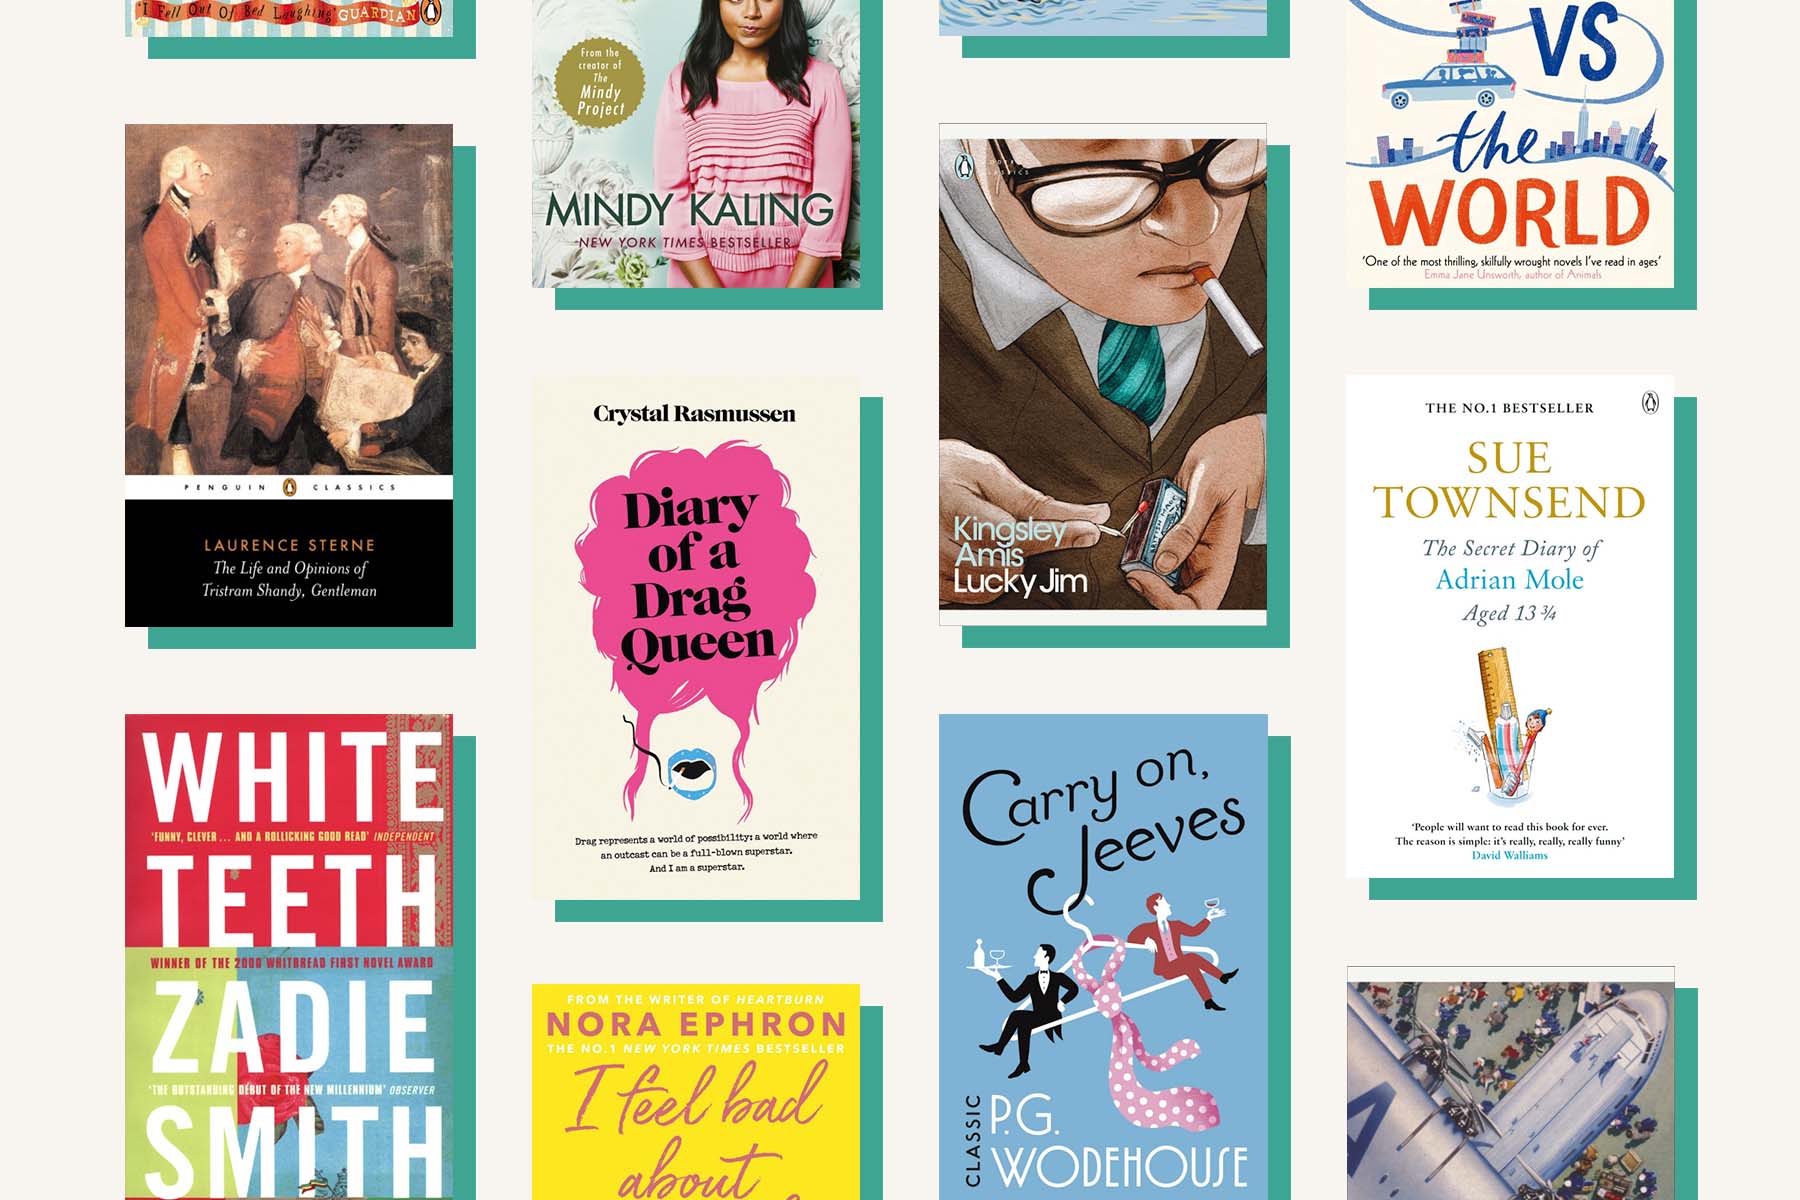 'I Fell Out Of Bed Laughing' GUARDIAN
PENGUIN CLASSICS
LAURENCE STERNE
The Life and Opinions of
Tristram Shandy, Gentleman
WHITE
'FUNNY, CLEVER ... AND A ROLLICKING GOOD READ' INDEPENDENT
TEETH
WINNER OF THE 2000 WHITBREAD FIRST NOVEL AWARD
ZADIE
'THE OUTSTANDING DEBUT OF THE NEW MILLENNIUM' OBSERVER
SMITH
From the
creator of
The
Mindy
Project
MINDY KALING
NEW YORK TIMES BESTSELLER
Crystal Rasmussen
Diary
of a
Drag
Queen
Drag represents a world of possibility: a world where
an outcast can be a full-blown superstar.
And I am a superstar.
FROM THE WRITER OF HEARTBURN
NORA EPHRON
THE NO.1 NEW YORK TIMES BESTSELLER
I feel bad
about
MODERN
CLASSICS
Kingsley
Amis
Lucky Jim
Carry on,
Jeeves
CLASSIC
P.G.
WODEHOUSE
VS
the
WORLD
'One of the most thrilling, skilfully wrought novels I've read in ages'
Emma Jane Unsworth, author of Animals
THE NO.1 BESTSELLER
SUE
TOWNSEND
The Secret Diary of
Adrian Mole
Aged 13 ¾
'People will want to read this book for ever.
The reason is simple: it's really, really, really funny'
David Walliams